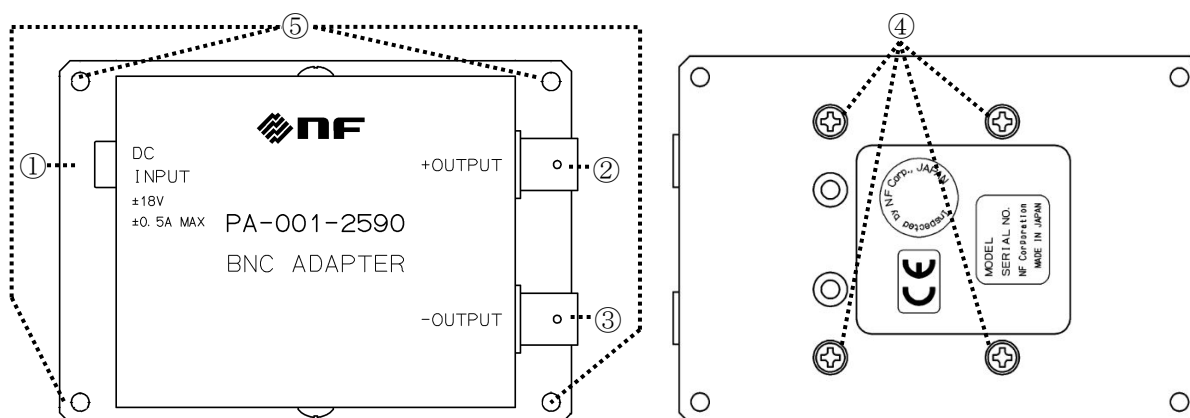 ⑤
nF
①
DC
INPUT
±18V
±0.5A MAX
+OUTPUT
②
PA-001-2590
BNC ADAPTER
-OUTPUT
③
④
Inspected by N.F Corp., JAPAN
CE
MODEL
SERIAL NO.
NF Corporation
MADE IN JAPAN